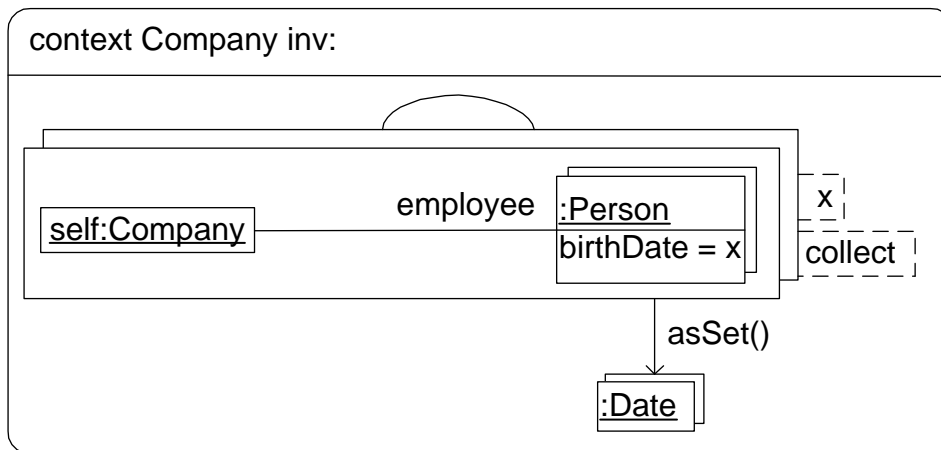 context Company inv:
employee
:Person
x
self:Company
birthDate = x
collect
asSet()
:Date